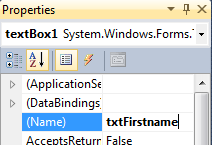 Properties
textBox1 System.Windows.Forms.
(ApplicationSe
(DataBindings)
(Name) txtFirstname
AcceptsReturn False